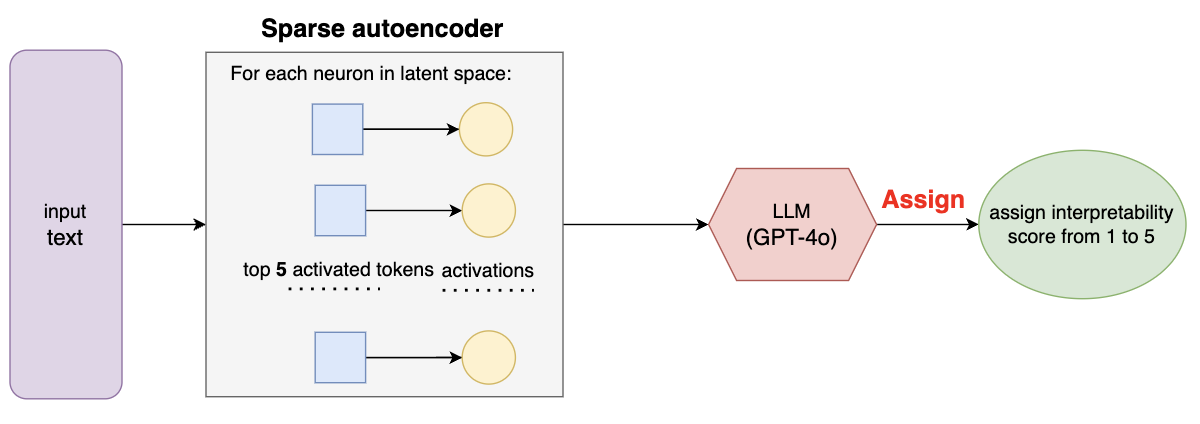 Sparse autoencoder
For each neuron in latent space:
input
text
top 5 activated tokens
activations
LLM
(GPT-4o)
Assign
assign interpretability
score from 1 to 5